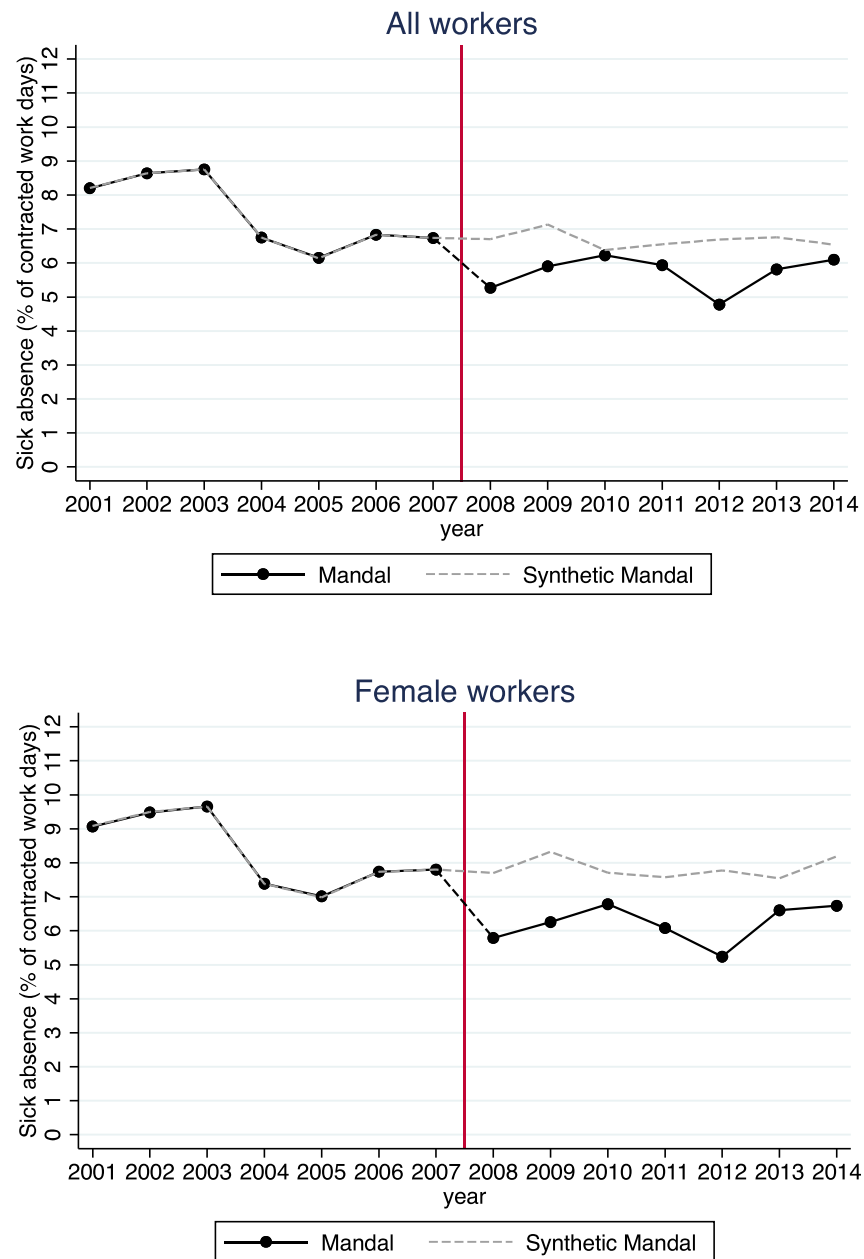 All workers
Sick absence (% of contracted work days)
12
11
10
9
8
7
6
5
4
3
2
1
0
2001 2002 2003 2004 2005 2006 2007 2008 2009 2010 2011 2012 2013 2014
year
Mandal Synthetic Mandal
Female workers
Sick absence (% of contracted work days)
12
11
10
9
8
7
6
5
4
3
2
1
0
2001 2002 2003 2004 2005 2006 2007 2008 2009 2010 2011 2012 2013 2014
year
Mandal Synthetic Mandal